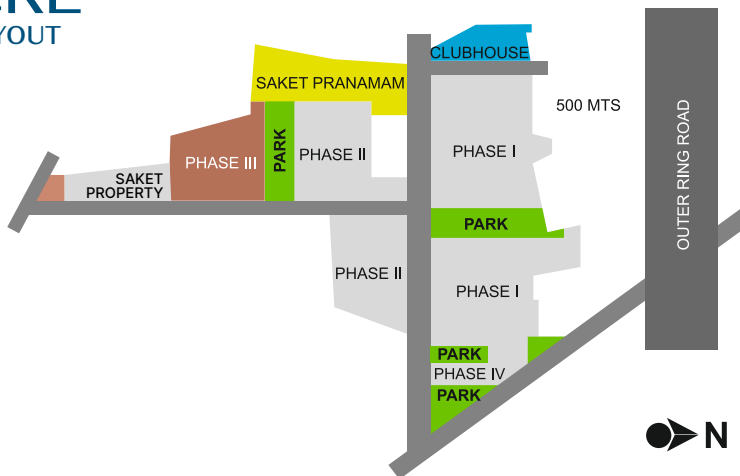 YOUT
CLUBHOUSE
SAKET PRANAMAM
500 MTS
PHASE III
PARK
PHASE II
PHASE I
SAKET
PROPERTY
OUTER RING ROAD
PARK
PHASE II
PHASE I
PARK
PHASE IV
PARK
N